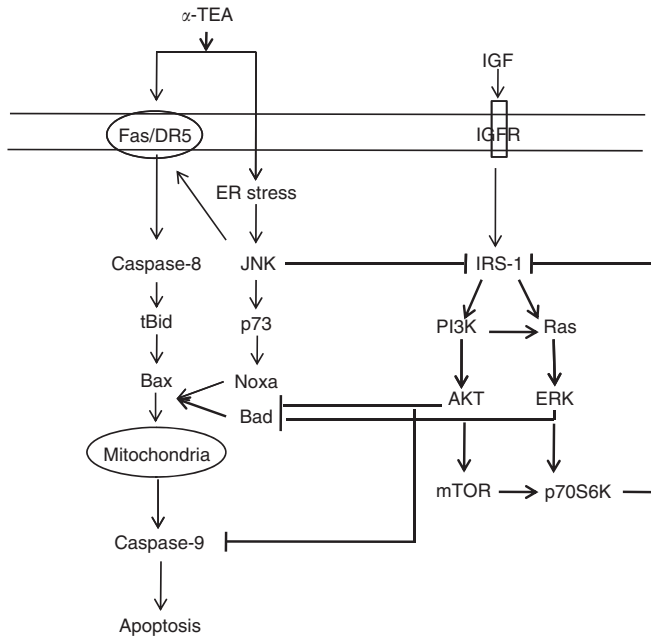 α-TEA
IGF
Fas/DR5
IGFR
ER stress
Caspase-8
JNK
IRS-1
tBid
p73
PI3K
Ras
Bax
Noxa
Bad
AKT
ERK
Mitochondria
mTOR
p70S6K
Caspase-9
Apoptosis